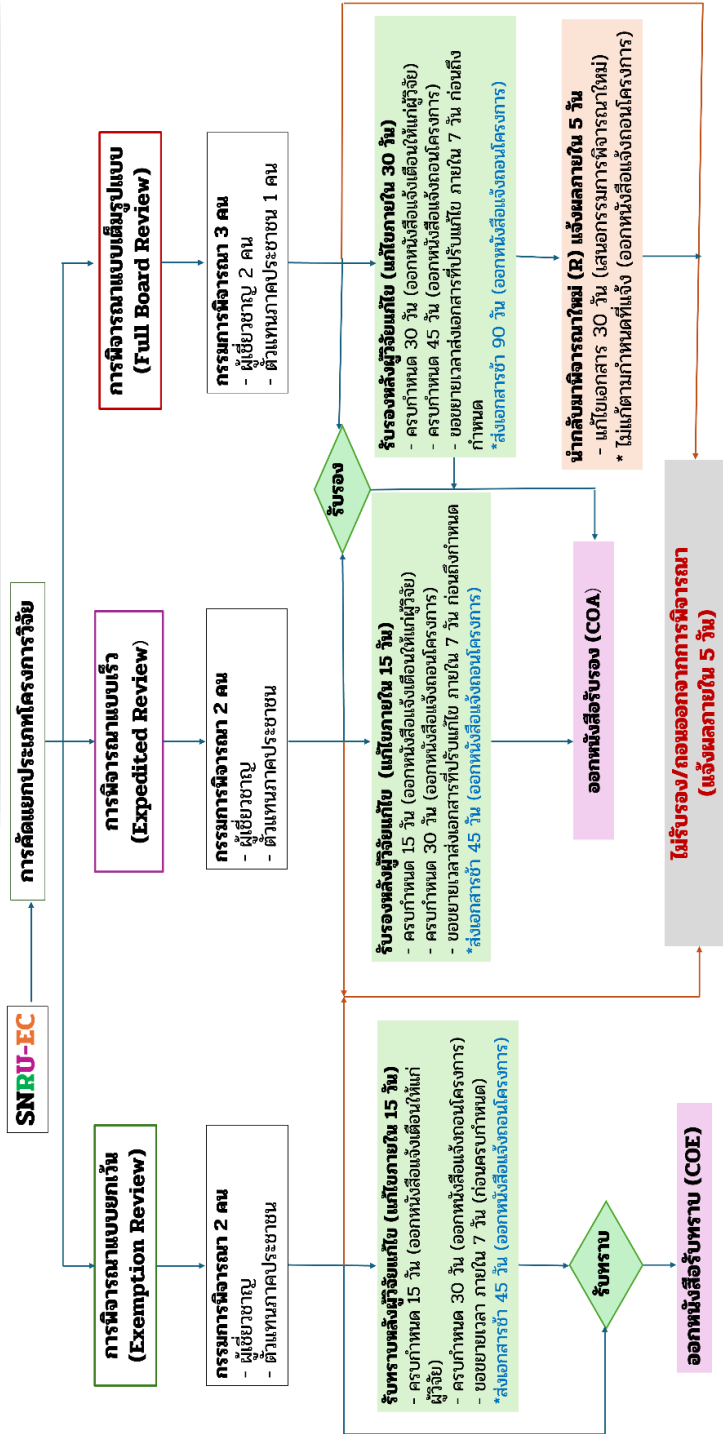 SNRU-EC
การคัดแยกประเภทโครงการวิจัย
การพิจารณาแบบยกเว้น
(Exemption Review)
การพิจารณาแบบเร็ว
(Expedited Review)
การพิจารณาแบบเต็มรูปแบบ
(Full Board Review)
กรรมการพิจารณา 2 คน
- ผู้เชี่ยวชาญ
- ตัวแทนภาคประชาชน
กรรมการพิจารณา 2 คน
- ผู้เชี่ยวชาญ
- ตัวแทนภาคประชาชน
กรรมการพิจารณา 3 คน
- ผู้เชี่ยวชาญ 2 คน
- ตัวแทนภาคประชาชน 1 คน
รับทราบหลังผู้วิจัยแก้ไข (แก้ไขภายใน 15 วัน)
- ครบกำหนด 15 วัน (ออกหนังสือแจ้งเตือนให้แก่
ผู้วิจัย)
- ครบกำหนด 30 วัน (ออกหนังสือแจ้งถอนโครงการ)
- ขอขยายเวลา ภายใน 7 วัน (ก่อนครบกำหนด)
*ส่งเอกสารช้า 45 วัน (ออกหนังสือแจ้งถอนโครงการ)
รับรอง
รับรองหลังผู้วิจัยแก้ไข (แก้ไขภายใน 15 วัน)
- ครบกำหนด 15 วัน (ออกหนังสือแจ้งเตือนให้แก่ผู้วิจัย)
- ครบกำหนด 30 วัน (ออกหนังสือแจ้งถอนโครงการ)
- ขอขยายเวลาส่งเอกสารที่ปรับแก้ไข ภายใน 7 วัน ก่อนถึงกำหนด
*ส่งเอกสารช้า 45 วัน (ออกหนังสือแจ้งถอนโครงการ)
รับรองหลังผู้วิจัยแก้ไข (แก้ไขภายใน 30 วัน)
- ครบกำหนด 30 วัน (ออกหนังสือแจ้งเตือนให้แก่ผู้วิจัย)
- ครบกำหนด 45 วัน (ออกหนังสือแจ้งถอนโครงการ)
- ขอขยายเวลาส่งเอกสารที่ปรับแก้ไข ภายใน 7 วัน ก่อนถึง
กำหนด
*ส่งเอกสารช้า 90 วัน (ออกหนังสือแจ้งถอนโครงการ)
รับทราบ
ออกหนังสือรับรอง (COA)
นำกลับมาพิจารณาใหม่ (R) แจ้งผลภายใน 5 วัน
- แก้ไขเอกสาร 30 วัน (เสนอกรรมการพิจารณาใหม่)
* ไม่แก้ตามกำหนดที่แจ้ง (ออกหนังสือแจ้งถอนโครงการ)
ออกหนังสือรับทราบ (COE)
ไม่รับรอง/ถอนออกจากการพิจารณา
(แจ้งผลภายใน 5 วัน)